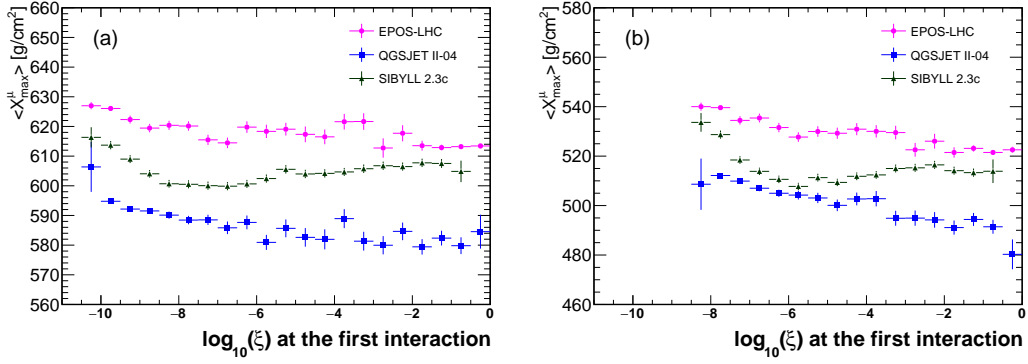 <X^μ_max> [g/cm²]
660
650
640
630
620
610
600
590
580
570
560
(a)
EPOS-LHC
QGSJET II-04
SIBYLL 2.3c
−10 −8 −6 −4 −2 0
log₁₀(ξ) at the first interaction
<X^μ_max> [g/cm²]
580
560
540
520
500
480
460
(b)
EPOS-LHC
QGSJET II-04
SIBYLL 2.3c
−10 −8 −6 −4 −2 0
log₁₀(ξ) at the first interaction